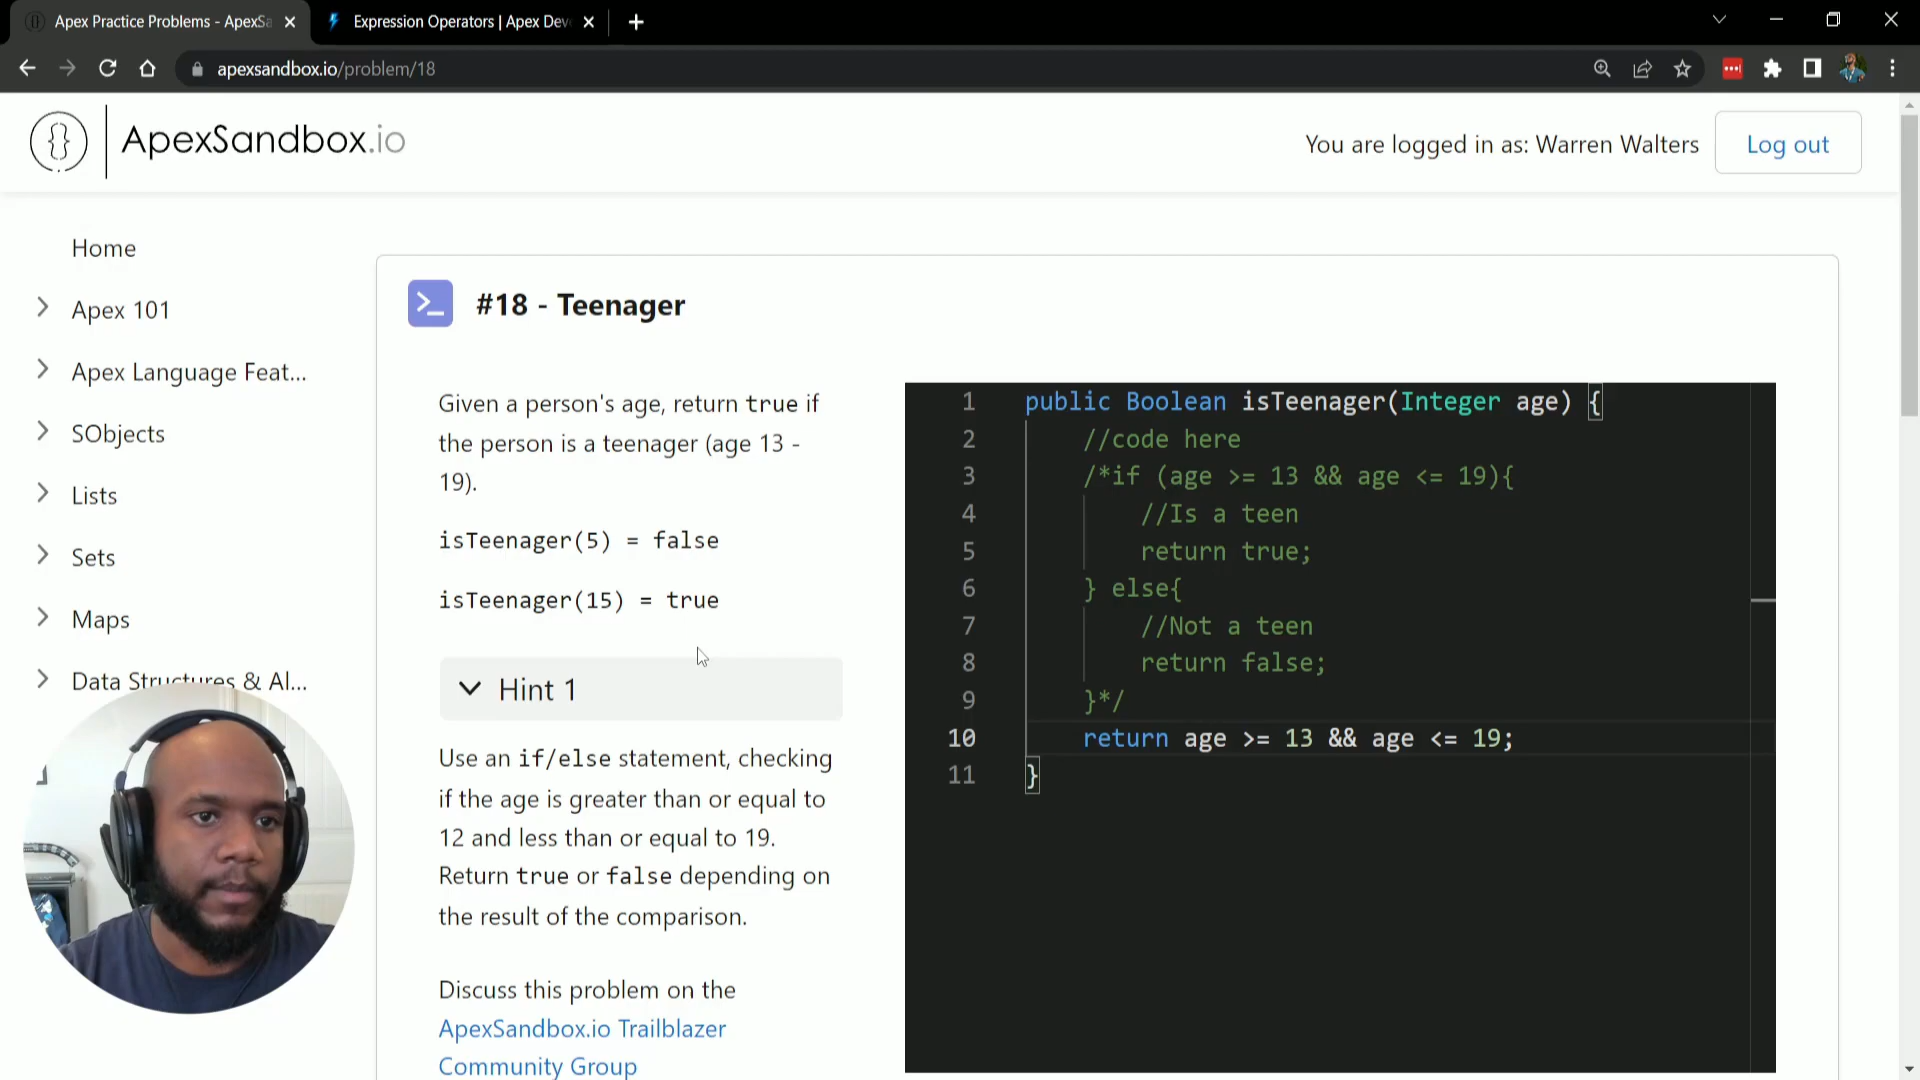 Apex Practice Problems - ApexSa
Expression Operators | Apex Dev
apexsandbox.io/problem/18
{} ApexSandbox.io
You are logged in as: Warren Walters
Log out
Home
Apex 101
Apex Language Feat...
SObjects
Lists
Sets
Maps
Data Structures & Al...
>_ #18 - Teenager
Given a person's age, return true if
the person is a teenager (age 13 -
19).
isTeenager(5) = false
isTeenager(15) = true
Hint 1
Use an if/else statement, checking
if the age is greater than or equal to
12 and less than or equal to 19.
Return true or false depending on
the result of the comparison.
Discuss this problem on the
ApexSandbox.io Trailblazer
Community Group
1 public Boolean isTeenager(Integer age) {
2 //code here
3 /*if (age >= 13 && age <= 19){
4 //Is a teen
5 return true;
6 } else{
7 //Not a teen
8 return false;
9 }*/
10 return age >= 13 && age <= 19;
11 }